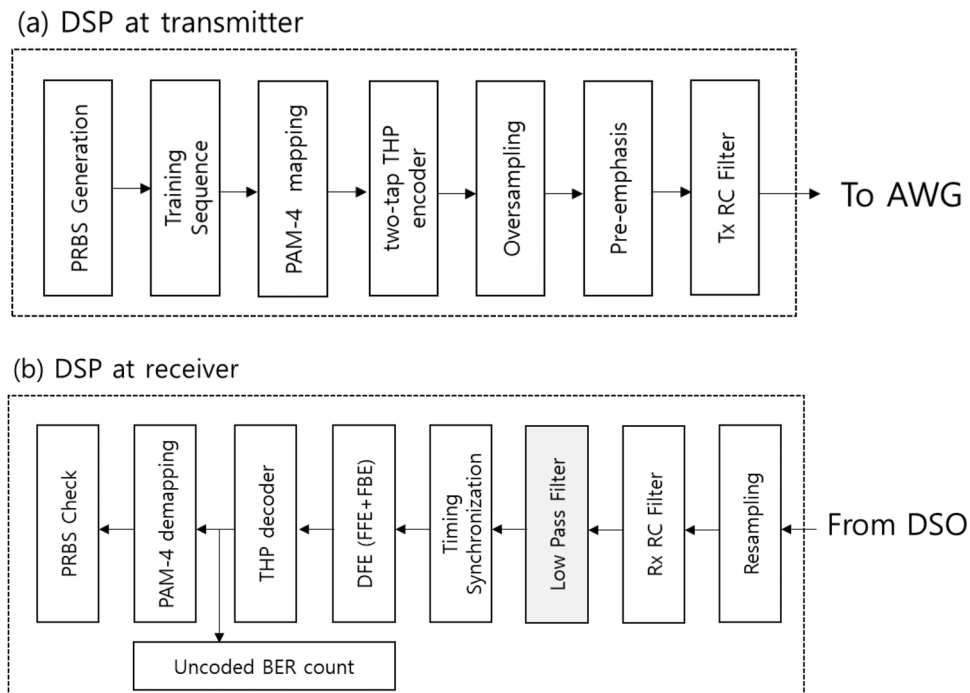 (a) DSP at transmitter
PRBS Generation
Training
Sequence
PAM-4 mapping
two-tap THP
encoder
Oversampling
Pre-emphasis
Tx RC Filter
To AWG
(b) DSP at receiver
PRBS Check
PAM-4 demapping
THP decoder
DFE (FFE+FBE)
Timing
Synchronization
Low Pass Filter
Rx RC Filter
Resampling
From DSO
Uncoded BER count